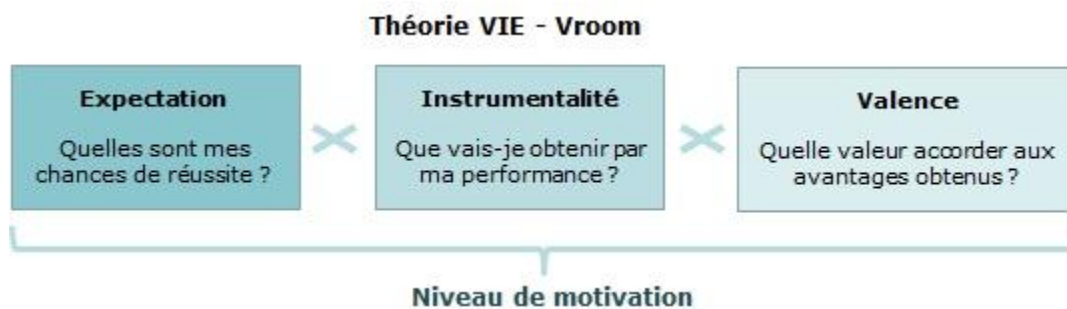 Théorie VIE - Vroom
Expectation
Quelles sont mes
chances de réussite ?
Instrumentalité
Que vais-je obtenir par
ma performance ?
Valence
Quelle valeur accorder aux
avantages obtenus ?
Niveau de motivation